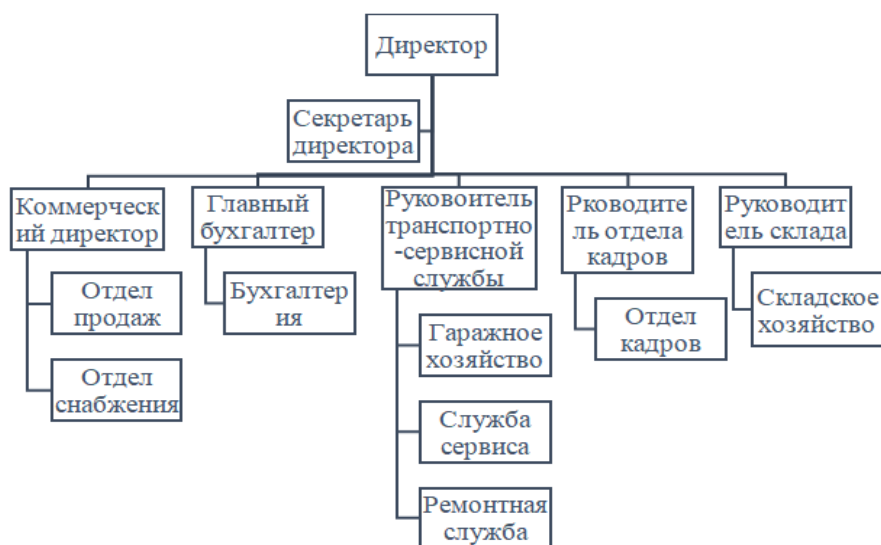 Директор
Секретарь
директора
Коммерческ
ий директор
Главный
бухгалтер
Руковоитель
транспортно
-сервисной
службы
Рководите
ль отдела
кадров
Руководит
ель склада
Отдел
продаж
Бухгалтер
ия
Гаражное
хозяйство
Отдел
кадров
Складское
хозяйство
Отдел
снабжения
Служба
сервиса
Ремонтная
служба